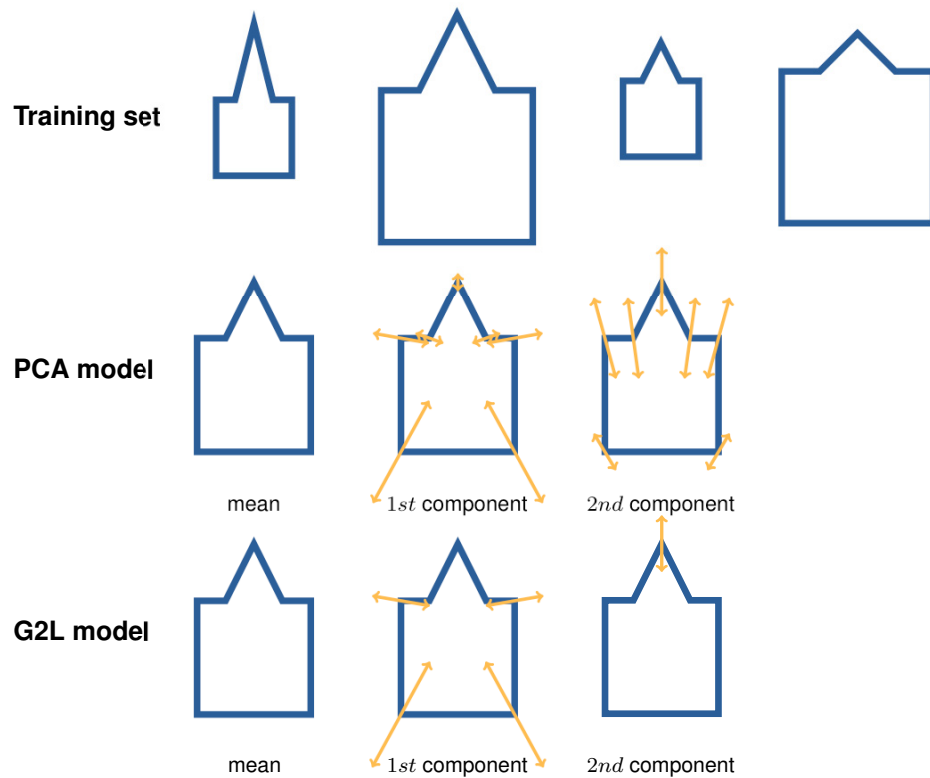 Training set
PCA model
mean
1st component
2nd component
G2L model
mean
1st component
2nd component